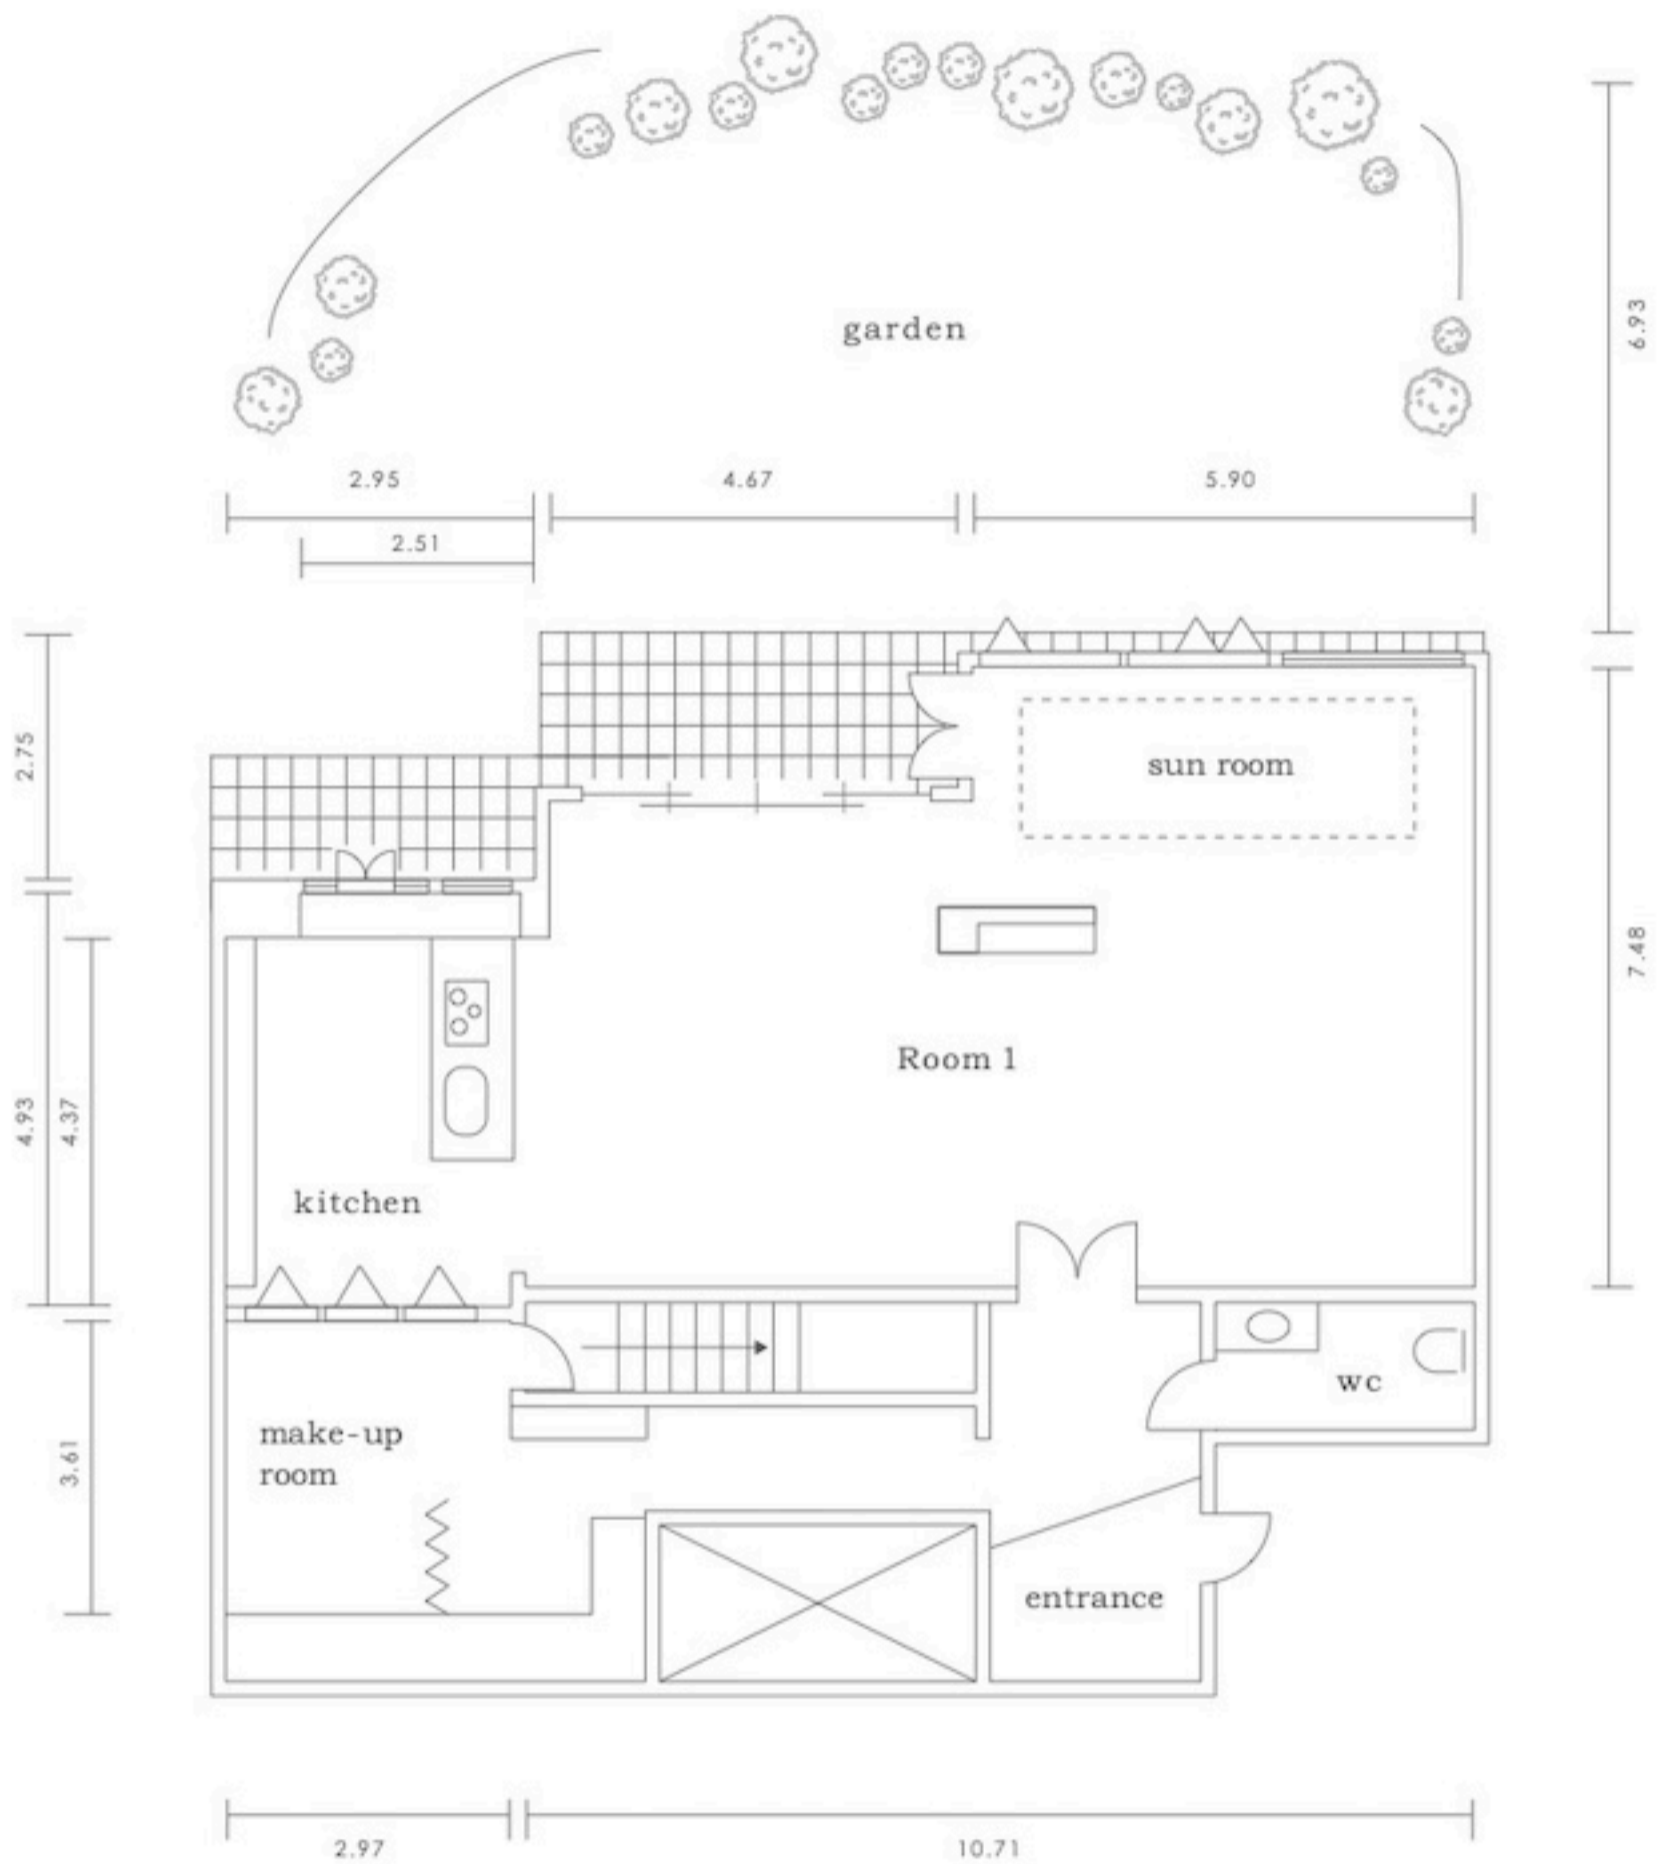 garden
6.93
2.95
4.67
5.90
2.51
2.75
sun room
7.48
Room 1
4.93
4.37
kitchen
wc
make-up
room
3.61
entrance
2.97
10.71